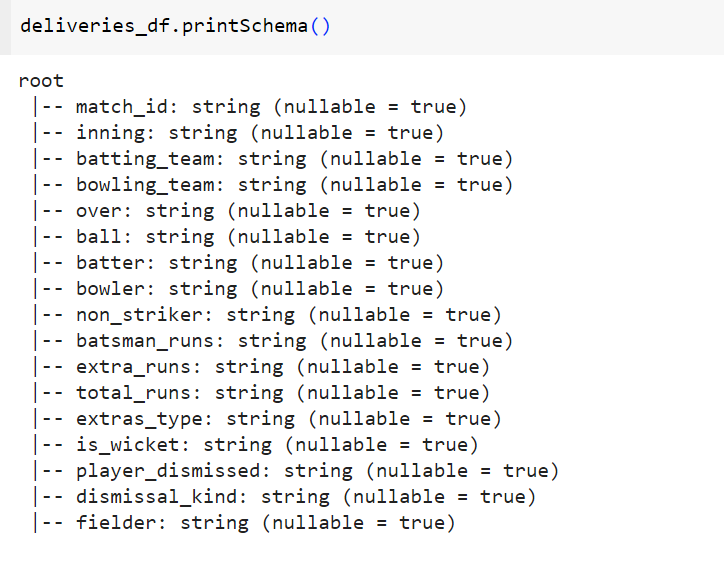 deliveries_df.printSchema()
root
|-- match_id: string (nullable = true)
|-- inning: string (nullable = true)
|-- batting_team: string (nullable = true)
|-- bowling_team: string (nullable = true)
|-- over: string (nullable = true)
|-- ball: string (nullable = true)
|-- batter: string (nullable = true)
|-- bowler: string (nullable = true)
|-- non_striker: string (nullable = true)
|-- batsman_runs: string (nullable = true)
|-- extra_runs: string (nullable = true)
|-- total_runs: string (nullable = true)
|-- extras_type: string (nullable = true)
|-- is_wicket: string (nullable = true)
|-- player_dismissed: string (nullable = true)
|-- dismissal_kind: string (nullable = true)
|-- fielder: string (nullable = true)